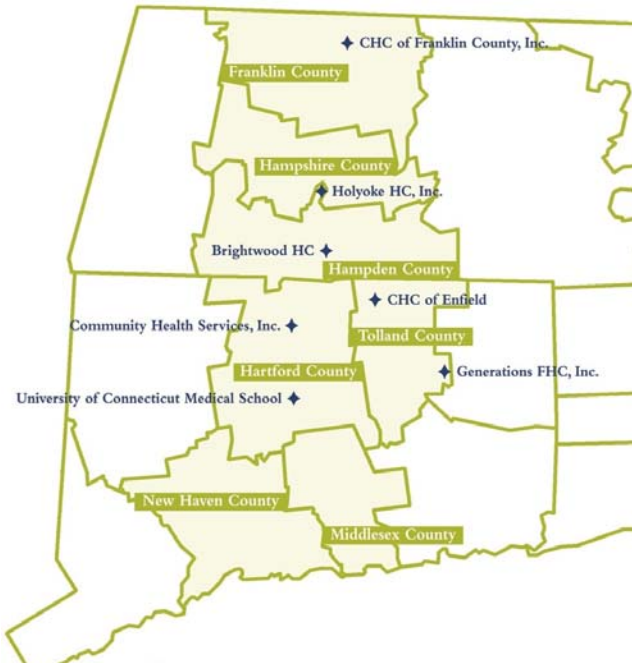 CHC of Franklin County, Inc.
Franklin County
Hampshire County
Holyoke HC, Inc.
Brightwood HC
Hampden County
CHC of Enfield
Community Health Services, Inc.
Tolland County
Hartford County
Generations FHC, Inc.
University of Connecticut Medical School
New Haven County
Middlesex County